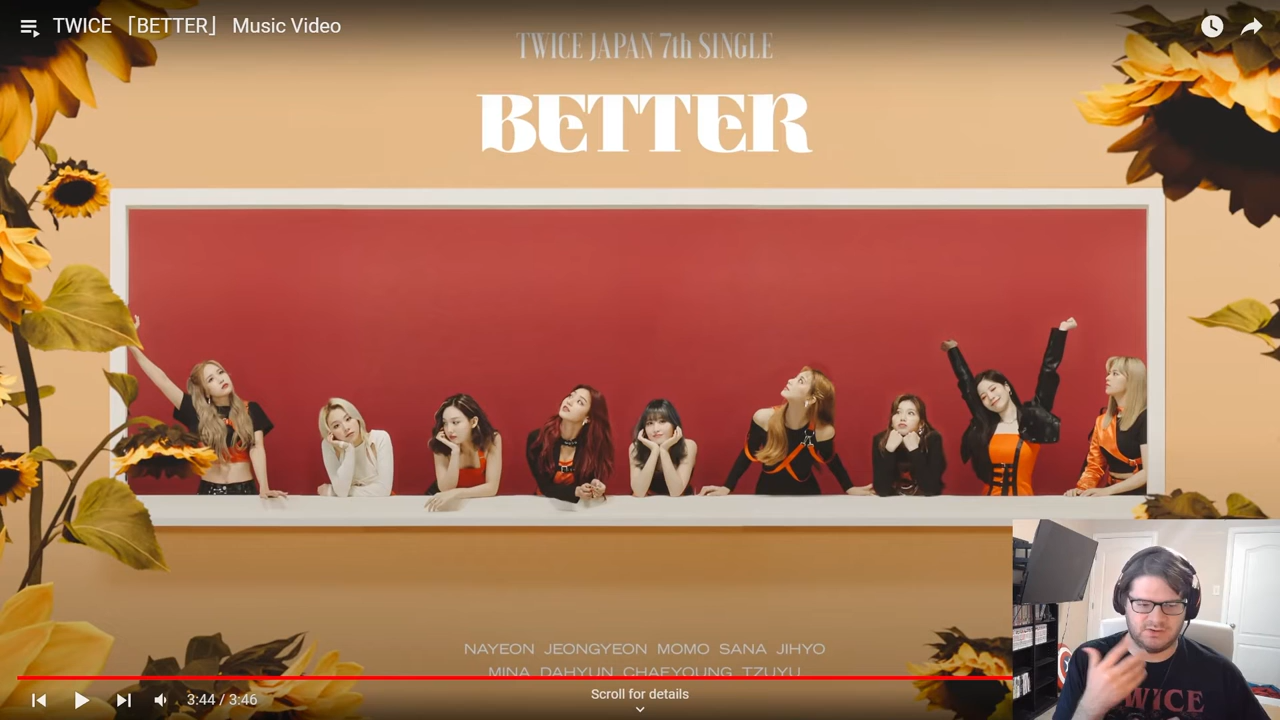 TWICE 「BETTER」 Music Video
TWICE JAPAN 7th SINGLE
BETTER
NAYEON JEONGYEON MOMO SANA JIHYO
MINA DAHYUN CHAEYOUNG TZUYU
3:44 / 3:46
Scroll for details
TWICE